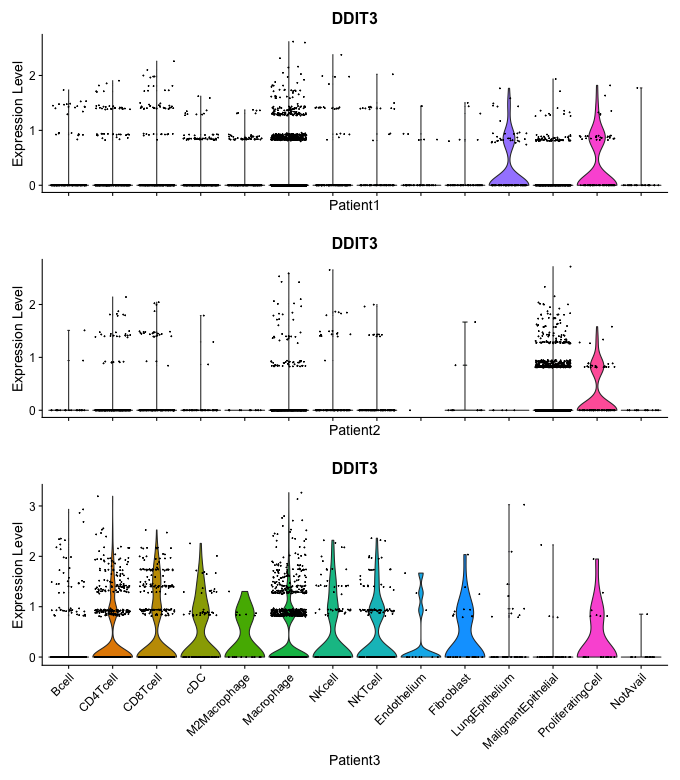 DDIT3
Expression Level
2
1
0
Patient1
DDIT3
Expression Level
2
1
0
Patient2
DDIT3
Expression Level
3
2
1
0
Bcell
CD4Tcell
CD8Tcell
cDC
M2Macrophage
Macrophage
NKcell
NKTcell
Endothelium
Fibroblast
LungEpithelium
MalignantEpithelial
ProliferatingCell
NotAvail
Patient3